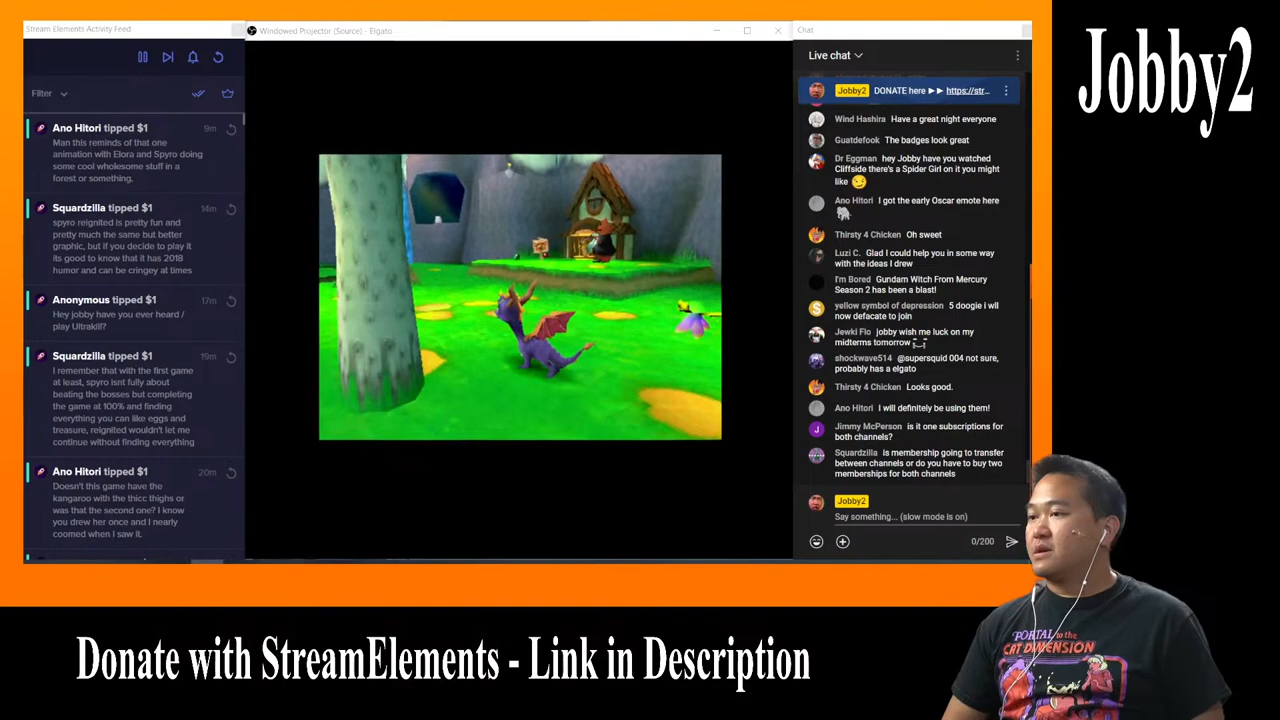 Stream Elements Activity Feed
Filter
Ano Hitori tipped $1
9m
Man this reminds of that one
animation with Elora and Spyro doing
some cool wholesome stuff in a
forest or something.
Squardzilla tipped $1
14m
spyro reignited is pretty fun and
pretty much the same but better
graphic, but if you decide to play it
its good to know that it has 2018
humor and can be cringey at times
Anonymous tipped $1
17m
Hey jobby have you ever heard /
play Ultrakill?
Squardzilla tipped $1
19m
I remember that with the first game
at least, spyro isnt fully about
beating the bosses but completing
the game at 100% and finding
everything you can like eggs and
treasure, reignited wouldn't let me
continue without finding everything
Ano Hitori tipped $1
20m
Doesn't this game have the
kangaroo with the thicc thighs or
was that the second one? I know
you drew her once and I nearly
coomed when I saw it.
Windowed Projector (Source) - Elgato
Chat
Live chat
Jobby2 DONATE here ►► https://str...
Wind Hashira Have a great night everyone
Guatdefook The badges look great
Dr Eggman hey Jobby have you watched
Cliffside there's a Spider Girl on it you might
like 😏
Ano Hitori I got the early Oscar emote here
Thirsty 4 Chicken Oh sweet
Luzi C. Glad I could help you in some way
with the ideas I drew
I'm Bored Gundam Witch From Mercury
Season 2 has been a blast!
yellow symbol of depression 5 doogie i wll
now defacate to join
Jewki Flo jobby wish me luck on my
midterms tomorrow
shockwave514 @supersquid 004 not sure,
probably has a elgato
Thirsty 4 Chicken Looks good.
Ano Hitori I will definitely be using them!
Jimmy McPerson is it one subscriptions for
both channels?
Squardzilla is membership going to transfer
between channels or do you have to buy two
memberships for both channels
Jobby2
Say something... (slow mode is on)
0/200
Jobby2
PORTAL to the
CAT DIMENSION
Donate with StreamElements - Link in Description